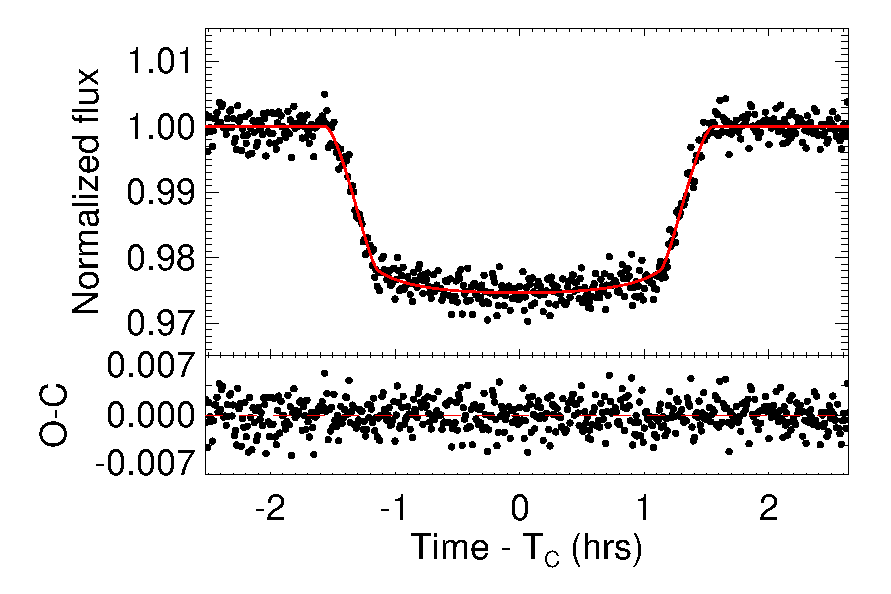 Normalized flux
1.01
1.00
0.99
0.98
0.97
O-C
0.007
0.000
-0.007
-2 -1 0 1 2
Time - T_C (hrs)